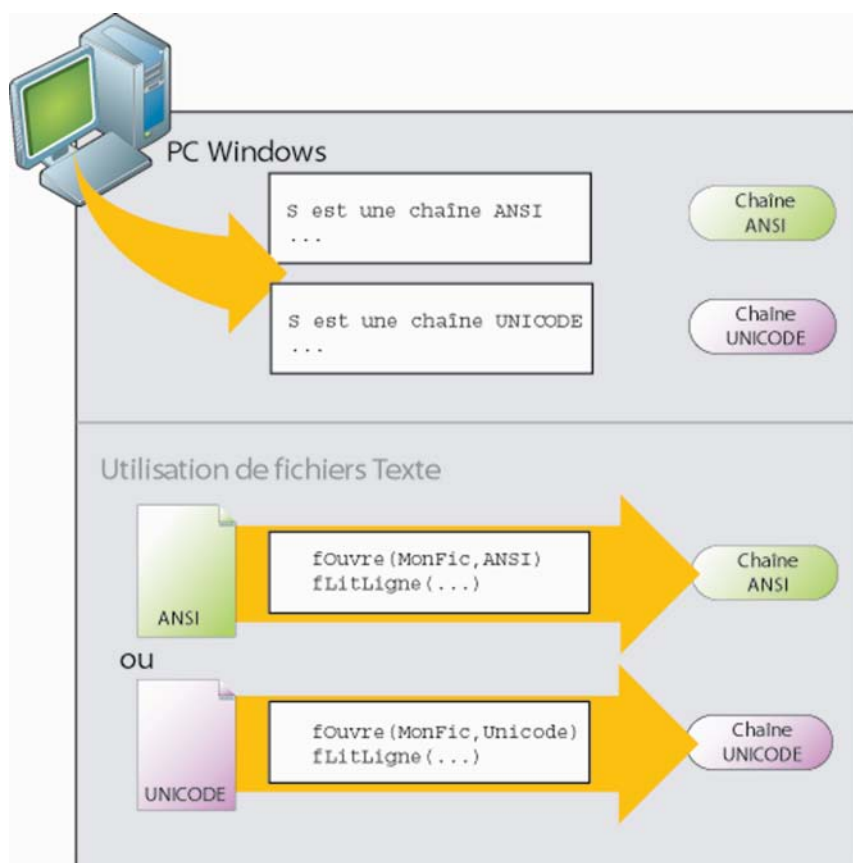 PC Windows
S est une chaîne ANSI
...
Chaîne
ANSI
S est une chaîne UNICODE
...
Chaîne
UNICODE
Utilisation de fichiers Texte
ANSI
fOuvre(MonFic,ANSI)
fLitLigne(...)
Chaîne
ANSI
ou
UNICODE
fOuvre(MonFic,Unicode)
fLitLigne(...)
Chaîne
UNICODE